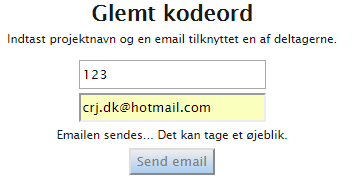 Glemt kodeord
Indtast projektnavn og en email tilknyttet en af deltagerne.
123
crj.dk@hotmail.com
Emailen sendes... Det kan tage et øjeblik.
Send email